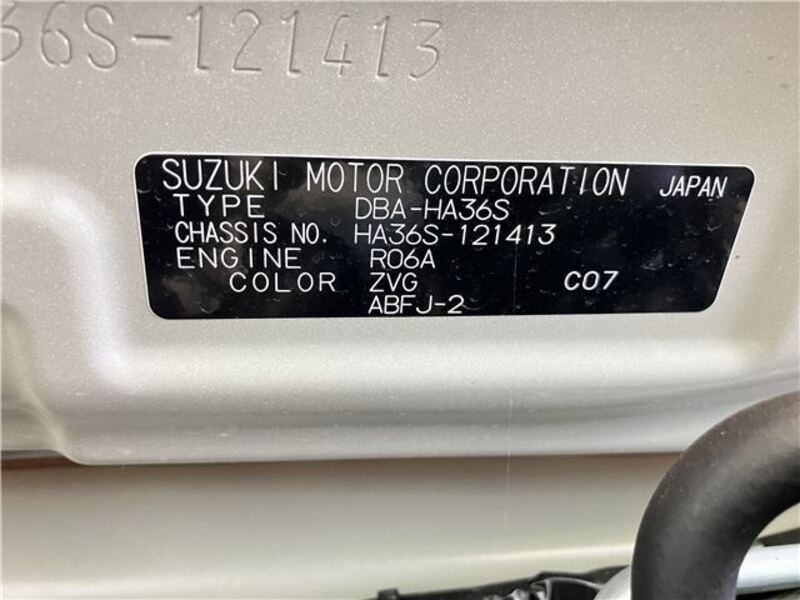 36S-121413
SUZUKI MOTOR CORPORATION JAPAN
TYPE DBA-HA36S
CHASSIS NO. HA36S-121413
ENGINE R06A
COLOR ZVG C07
ABFJ-2